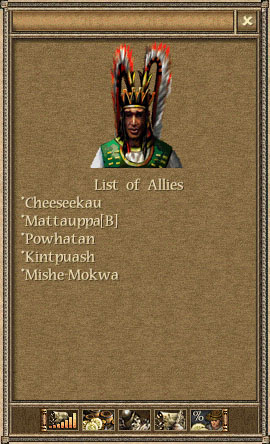 List of Allies
*Cheeseekau
*Mattauppa[B]
*Powhatan
*Kintpuash
*Mishe-Mokwa
%